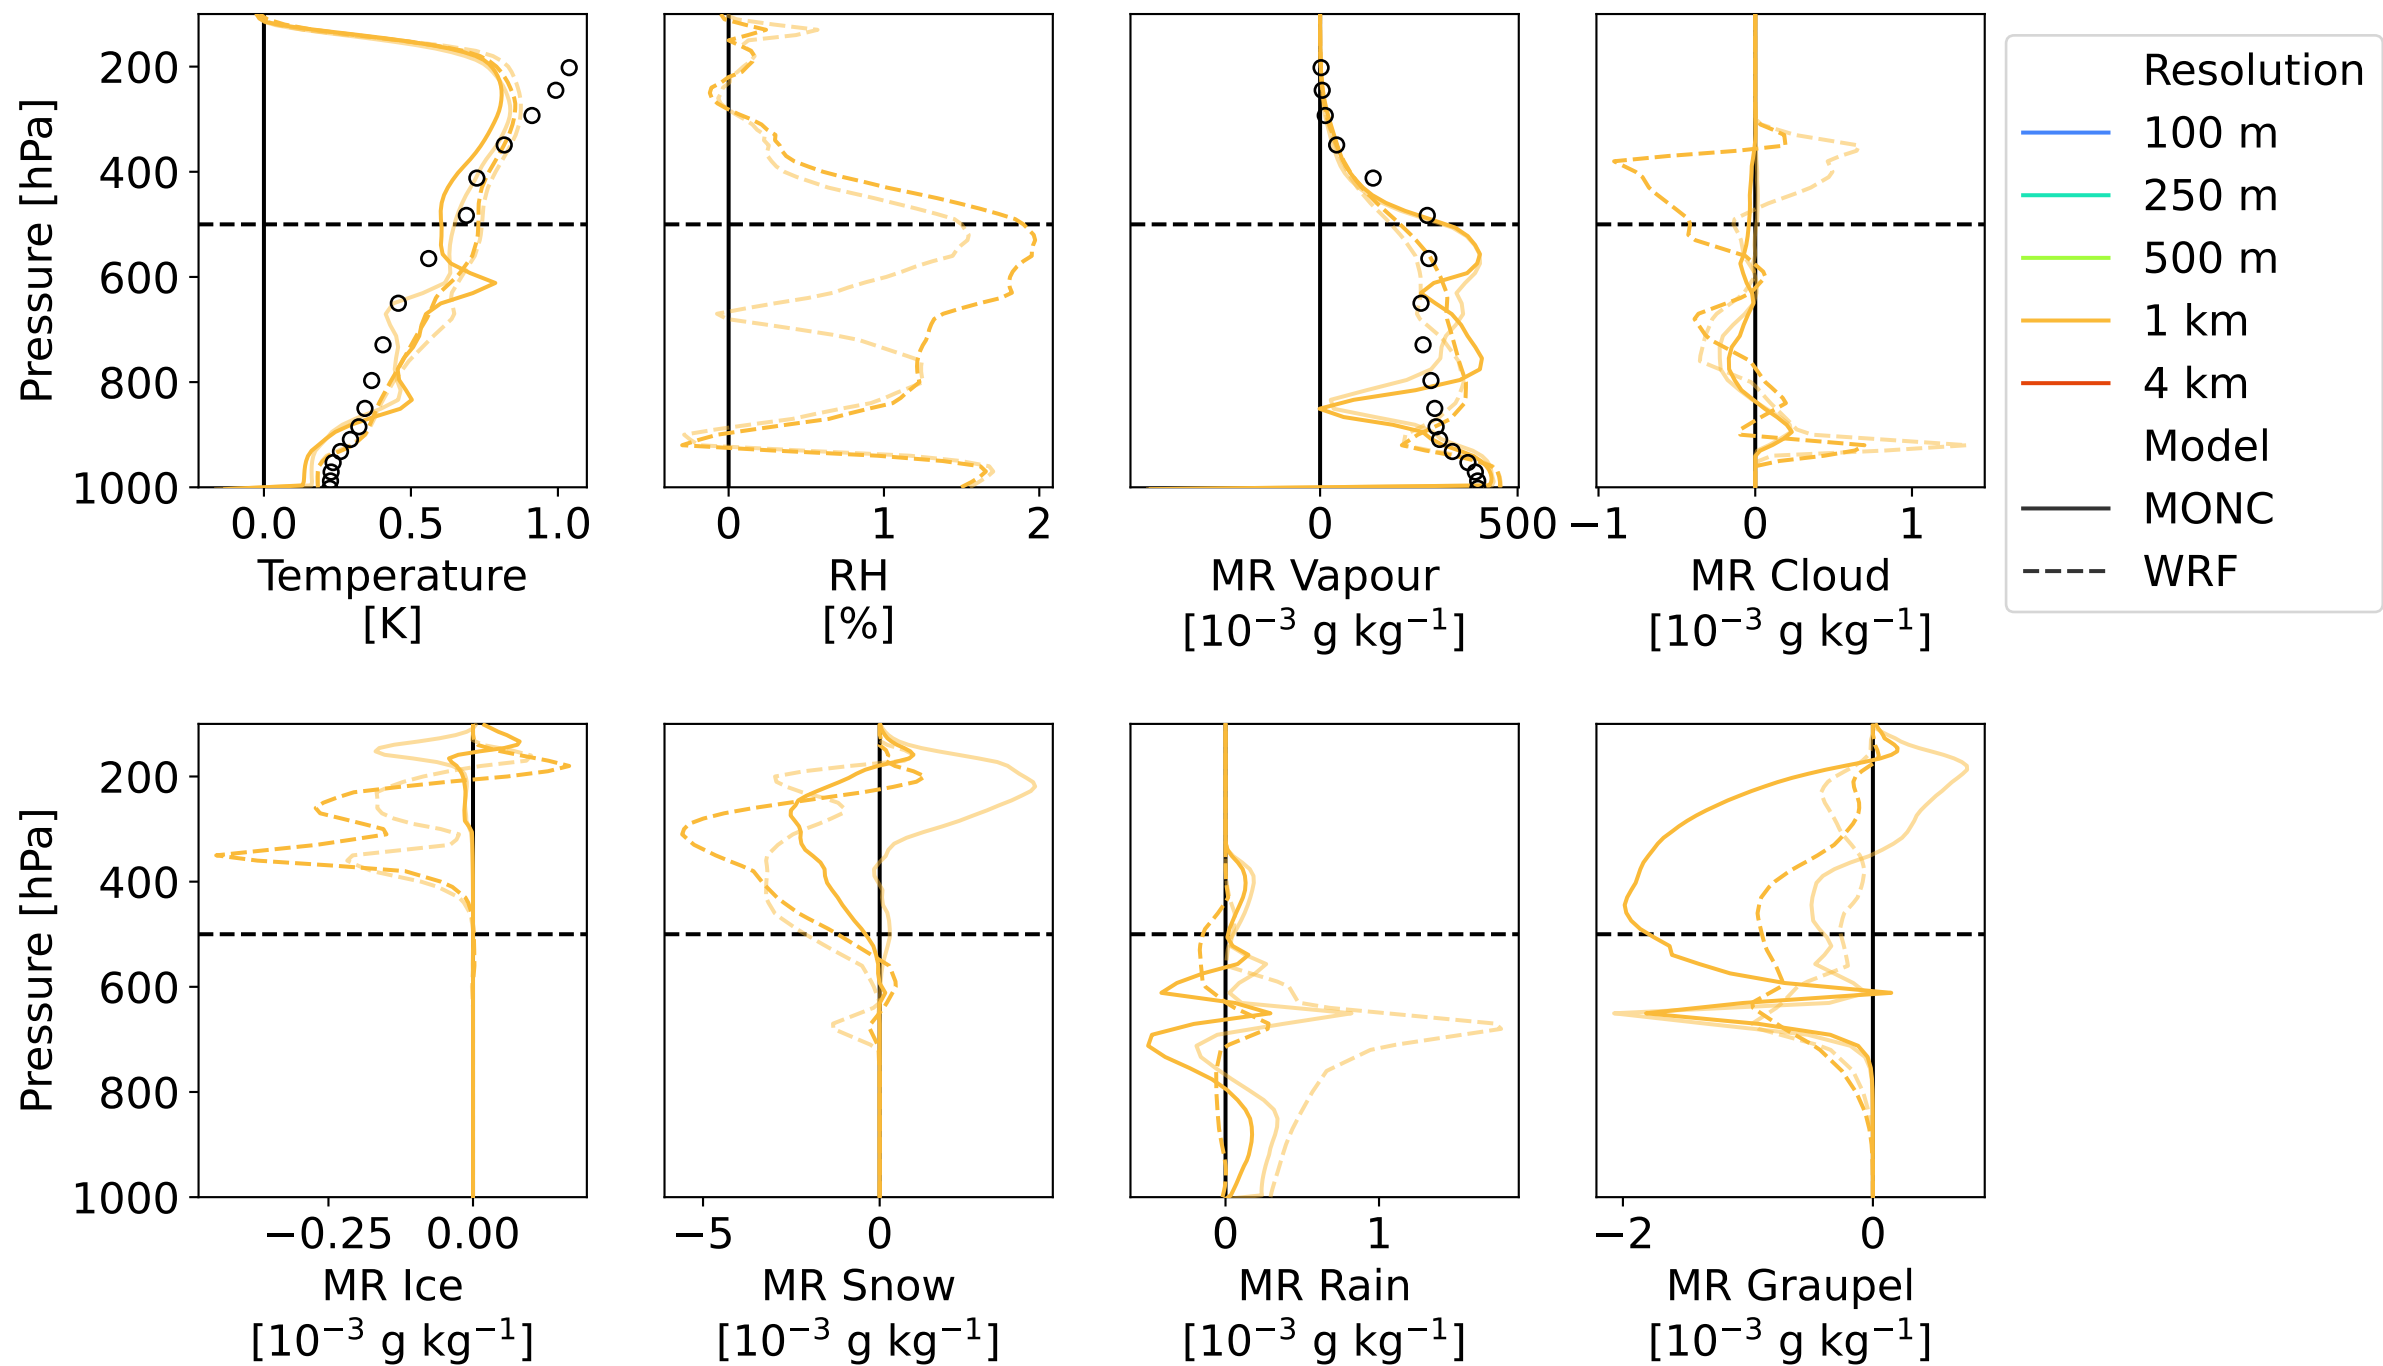 Pressure [hPa]
200
400
600
800
1000
0.0 0.5 1.0
Temperature
[K]
0 1 2
RH
[%]
0 500
MR Vapour
[10⁻³ g kg⁻¹]
−1 0 1
MR Cloud
[10⁻³ g kg⁻¹]
Resolution
100 m
250 m
500 m
1 km
4 km
Model
MONC
WRF
Pressure [hPa]
200
400
600
800
1000
−0.25 0.00
MR Ice
[10⁻³ g kg⁻¹]
−5 0
MR Snow
[10⁻³ g kg⁻¹]
0 1
MR Rain
[10⁻³ g kg⁻¹]
−2 0
MR Graupel
[10⁻³ g kg⁻¹]